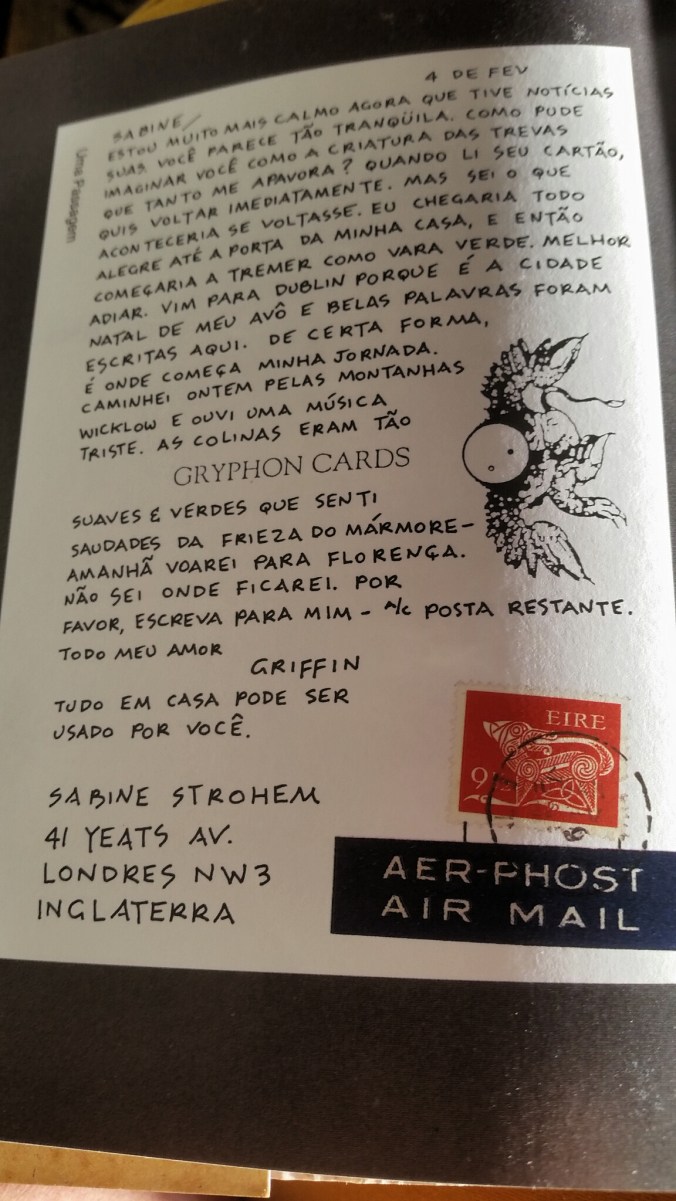 4 DE FEV
SABINE/
ESTOU MUITO MAIS CALMO AGORA QUE TIVE NOTÍCIAS
SUAS VOCÊ PARECE TÃO TRANQÜILA. COMO PUDE
IMAGINAR VOCÊ COMO A CRIATURA DAS TREVAS
QUE TANTO ME APAVORA? QUANDO LI SEU CARTÃO,
QUIS VOLTAR IMEDIATAMENTE. MAS SEI O QUE
ACONTECERIA SE VOLTASSE. EU CHEGARIA TODO
ALEGRE ATÉ A PORTA DA MINHA CASA, E ENTÃO
COMEÇARIA A TREMER COMO VARA VERDE. MELHOR
ADIAR. VIM PARA DUBLIN PORQUE É A CIDADE
NATAL DE MEU AVÔ E BELAS PALAVRAS FORAM
ESCRITAS AQUI. DE CERTA FORMA,
É ONDE COMEÇA MINHA JORNADA.
CAMINHEI ONTEM PELAS MONTANHAS
WICKLOW E OUVI UMA MÚSICA
TRISTE. AS COLINAS ERAM TÃO
GRYPHON CARDS
SUAVES E VERDES QUE SENTI
SAUDADES DA FRIEZA DO MÁRMORE-
AMANHÃ VOAREI PARA FLORENÇA.
NÃO SEI ONDE FICAREI. POR
FAVOR, ESCREVA PARA MIM - A/C POSTA RESTANTE.
TODO MEU AMOR
GRIFFIN
TUDO EM CASA PODE SER
USADO POR VOCÊ.
SABINE STROHEM
41 YEATS AV.
LONDRES NW3
INGLATERRA
Uma Passagem
EIRE
9
AER-PHOST
AIR MAIL